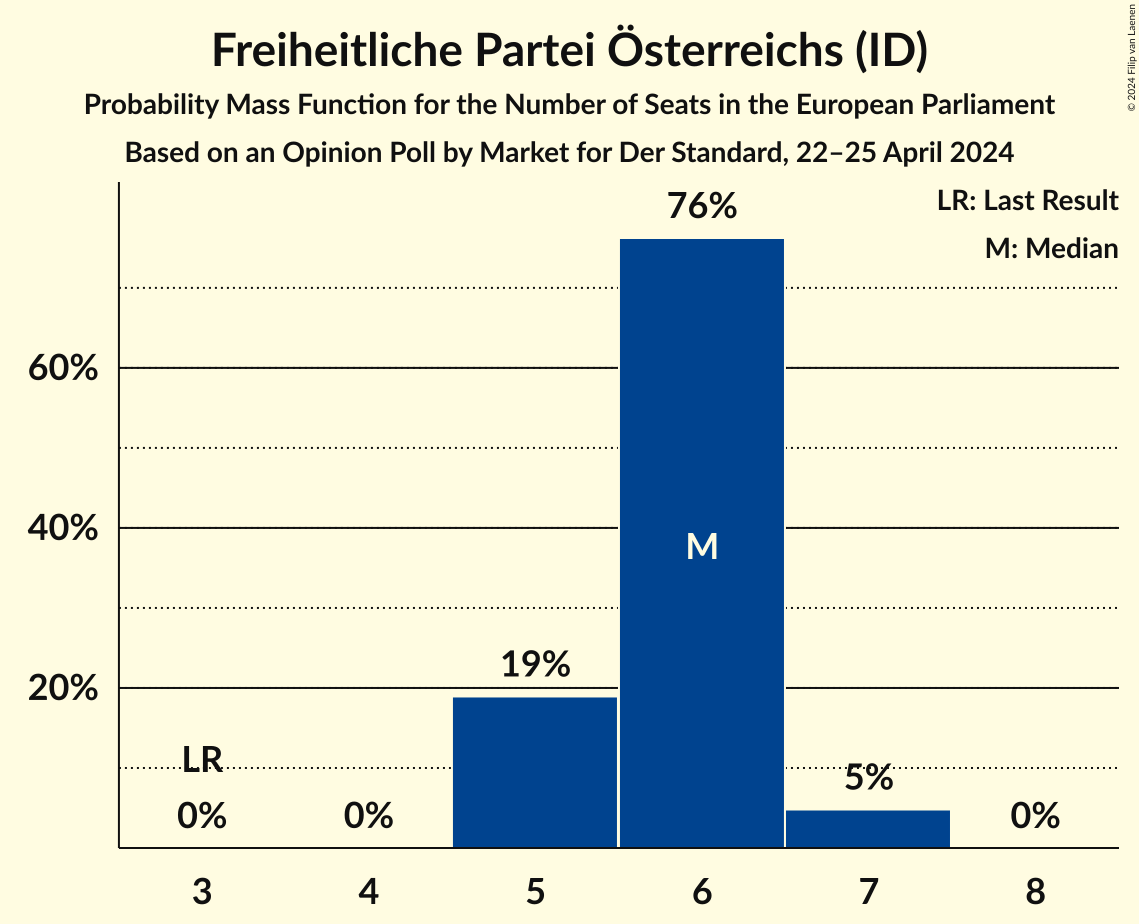 Freiheitliche Partei Österreichs (ID)
Probability Mass Function for the Number of Seats in the European Parliament
Based on an Opinion Poll by Market for Der Standard, 22–25 April 2024
© 2024 Filip van Laenen
LR: Last Result
M: Median
76%
60%
40%
M
19%
20%
LR
5%
0%
0%
0%
3
4
5
6
7
8